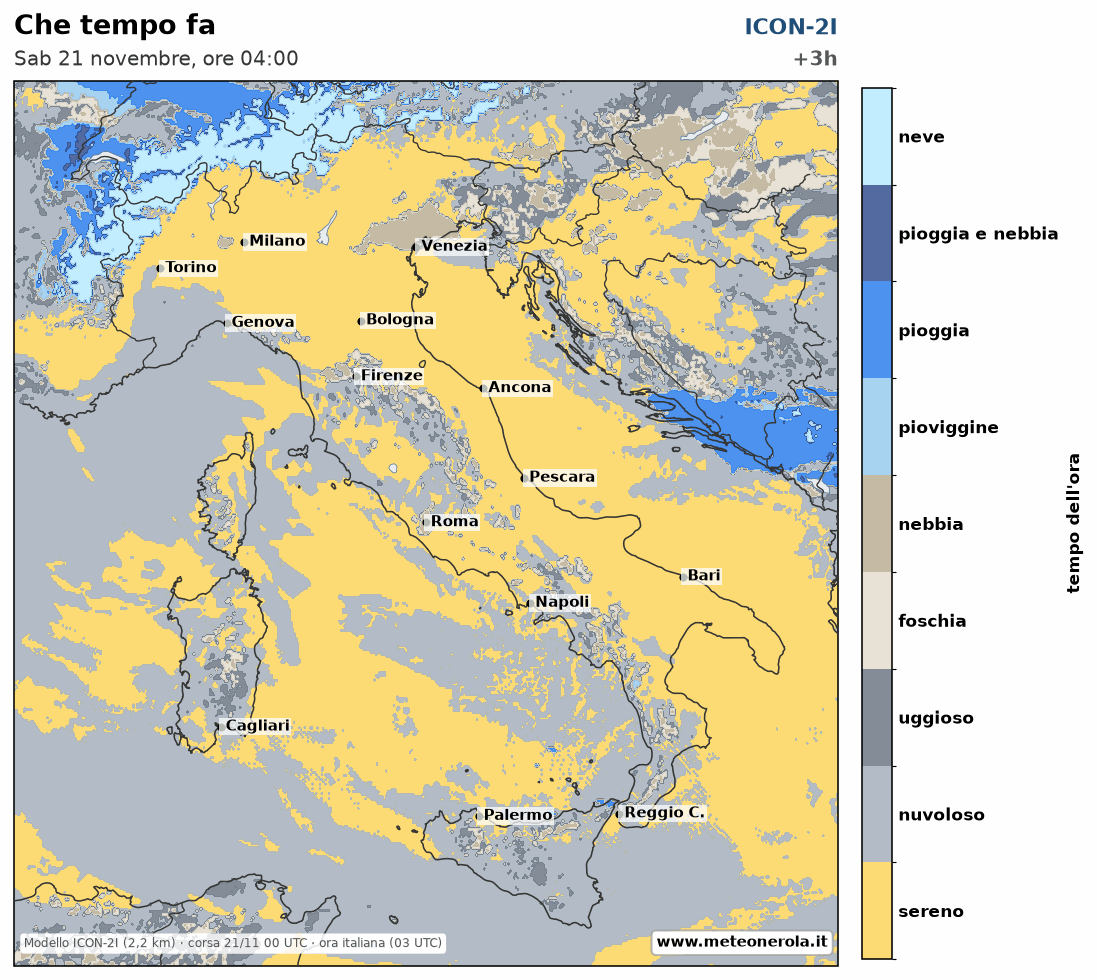 Che tempo fa
ICON-2I
Sab 21 novembre, ore 04:00
+3h
neve
pioggia e nebbia
pioggia
pioviggine
nebbia
foschia
uggioso
nuvoloso
sereno
tempo dell'ora
Milano
Venezia
Torino
Genova
Bologna
Firenze
Ancona
Pescara
Roma
Bari
Napoli
Cagliari
Palermo
Reggio C.
Modello ICON-2I (2,2 km) · corsa 21/11 00 UTC · ora italiana (03 UTC)
www.meteonerola.it